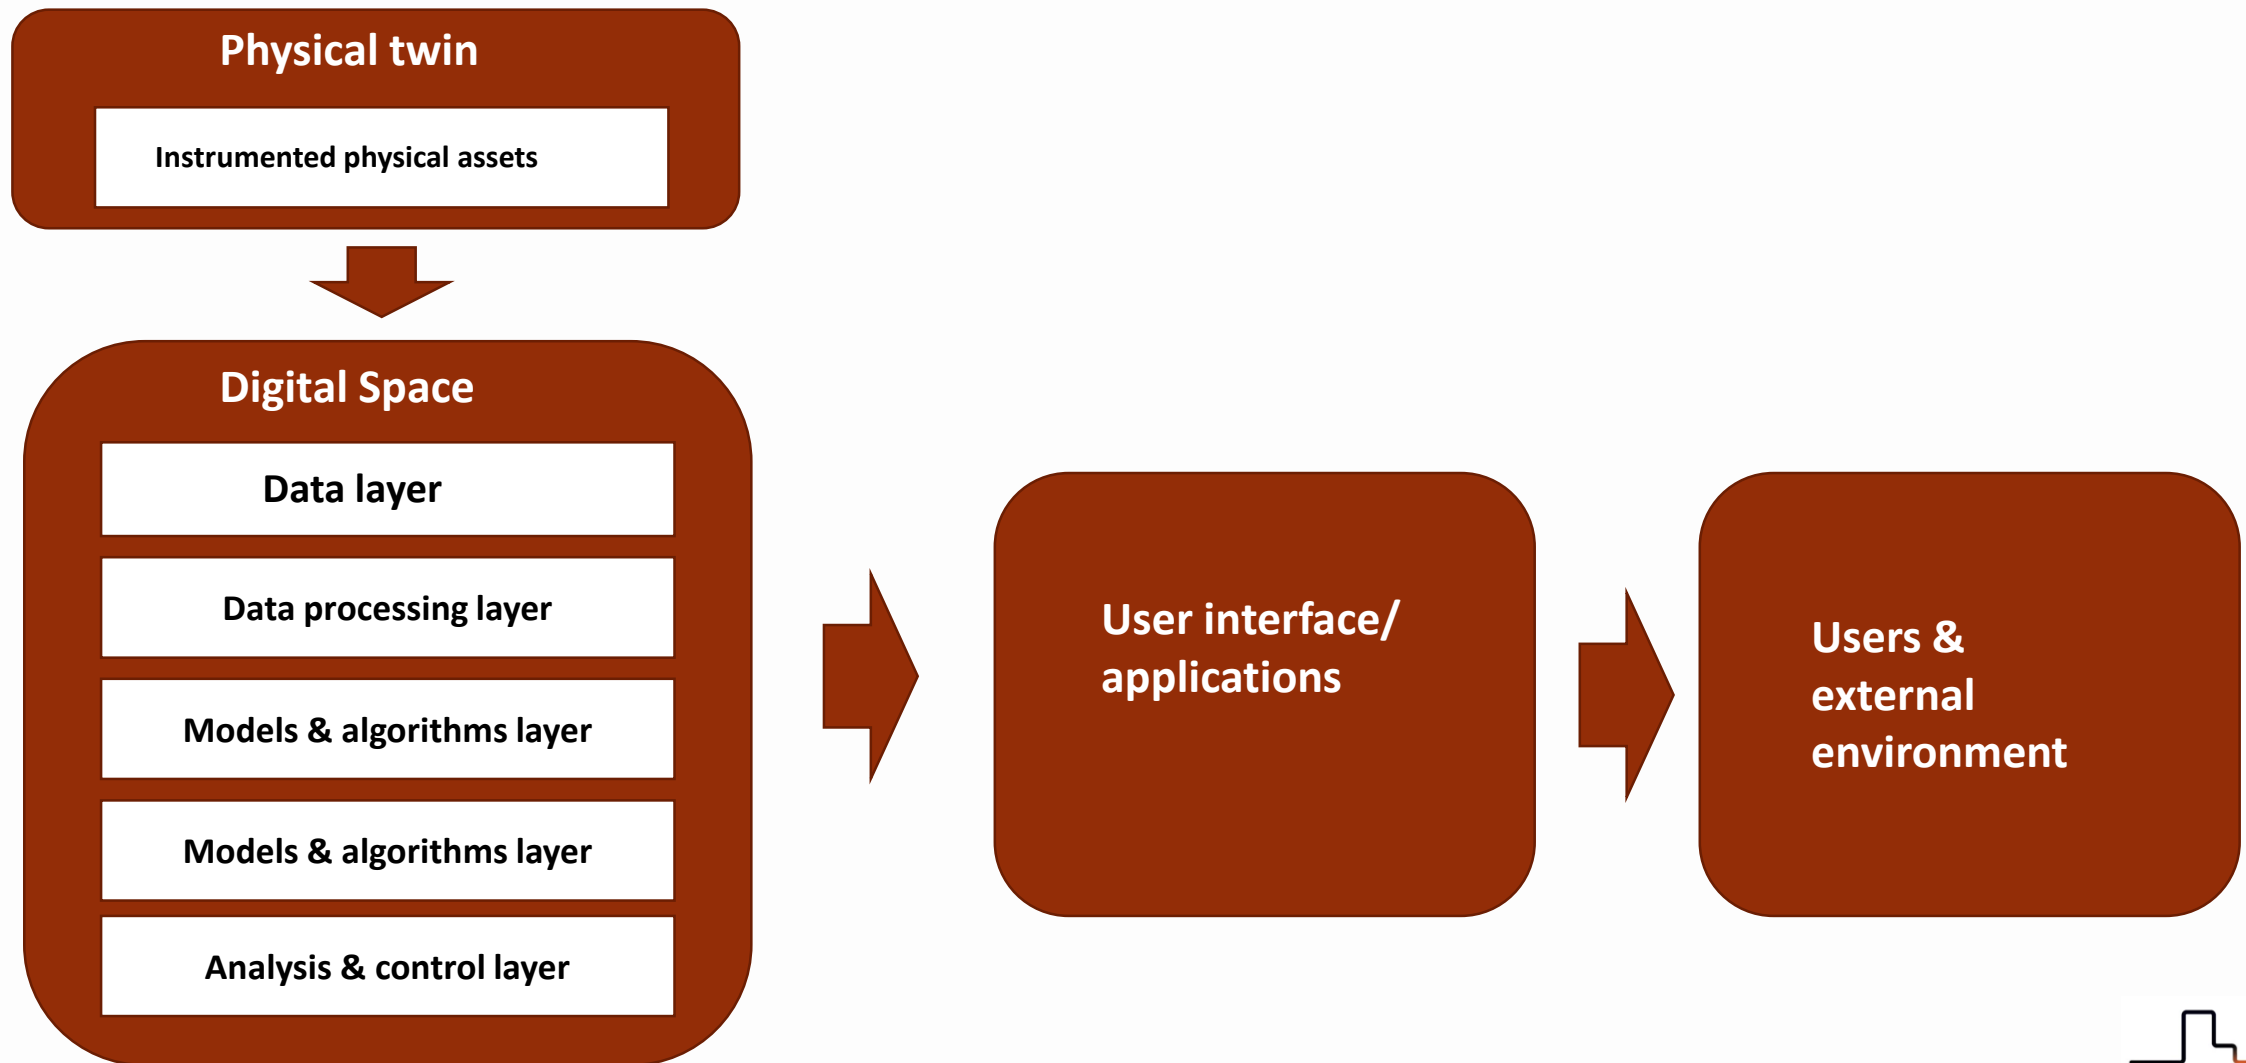 Physical twin
Instrumented physical assets
Digital Space
Data layer
Data processing layer
Models & algorithms layer
Models & algorithms layer
Analysis & control layer
User interface/
applications
Users &
external
environment